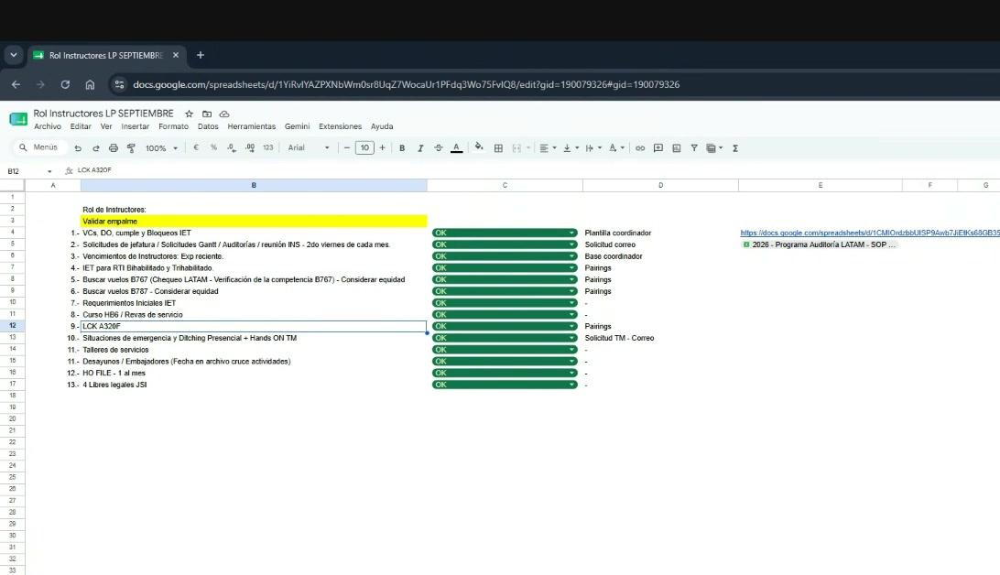 Rol Instructores LP SEPTIEMBRE
docs.google.com/spreadsheets/d/1YiRvIYAZPXNbWm0sr8UqZ7WocaUr1PFdq3Wo75FvIQ8/edit?gid=190079326#gid=190079326
Rol Instructores LP SEPTIEMBRE
Archivo Editar Ver Insertar Formato Datos Herramientas Gemini Extensiones Ayuda
Menús 100% € % .0 .00 123 Arial 10 B I A
B12 fx LCK A320F
A B C D E F G
1
2 Rol de Instructores:
3 Validar empalme
4 1.- VCs, DO, cumple y Bloqueos IET OK Plantilla coordinador
5 2.- Solicitudes de jefatura / Solicitudes Gantt / Auditorías / reunión INS - 2do viernes de cada mes. OK Solicitud correo 2026 - Programa Auditoría LATAM - SOP ...
6 3.- Vencimientos de Instructores: Exp reciente. OK Base coordinador
7 4.- IET para RTI Bihabilitado y Trihabilitado. OK Pairings
8 5.- Buscar vuelos B767 (Chequeo LATAM - Verificación de la competencia B767) - Considerar equidad OK Pairings
9 6.- Buscar vuelos B787 - Considerar equidad OK Pairings
10 7.- Requerimientos Iniciales IET OK -
11 8.- Curso HB6 / Revas de servicio OK -
12 9.- LCK A320F OK Pairings
13 10.- Situaciones de emergencia y Ditching Presencial + Hands ON TM OK Solicitud TM - Correo
14 11.- Talleres de servicios OK -
15 11.- Desayunos / Embajadores (Fecha en archivo cruce actividades) OK -
16 12.- HO FILE - 1 al mes OK -
17 13.- 4 Libres legales JSI OK -
18
19
20
21
22
23
24
25
26
27
28
29
30
31
32
33